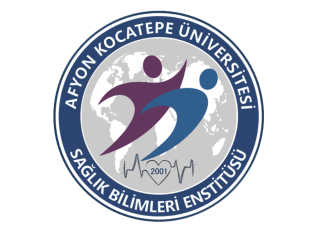 AFYON KOCATEPE ÜNİVERSİTESİ
2001
SAĞLIK BİLİMLERİ ENSTİTÜSÜ